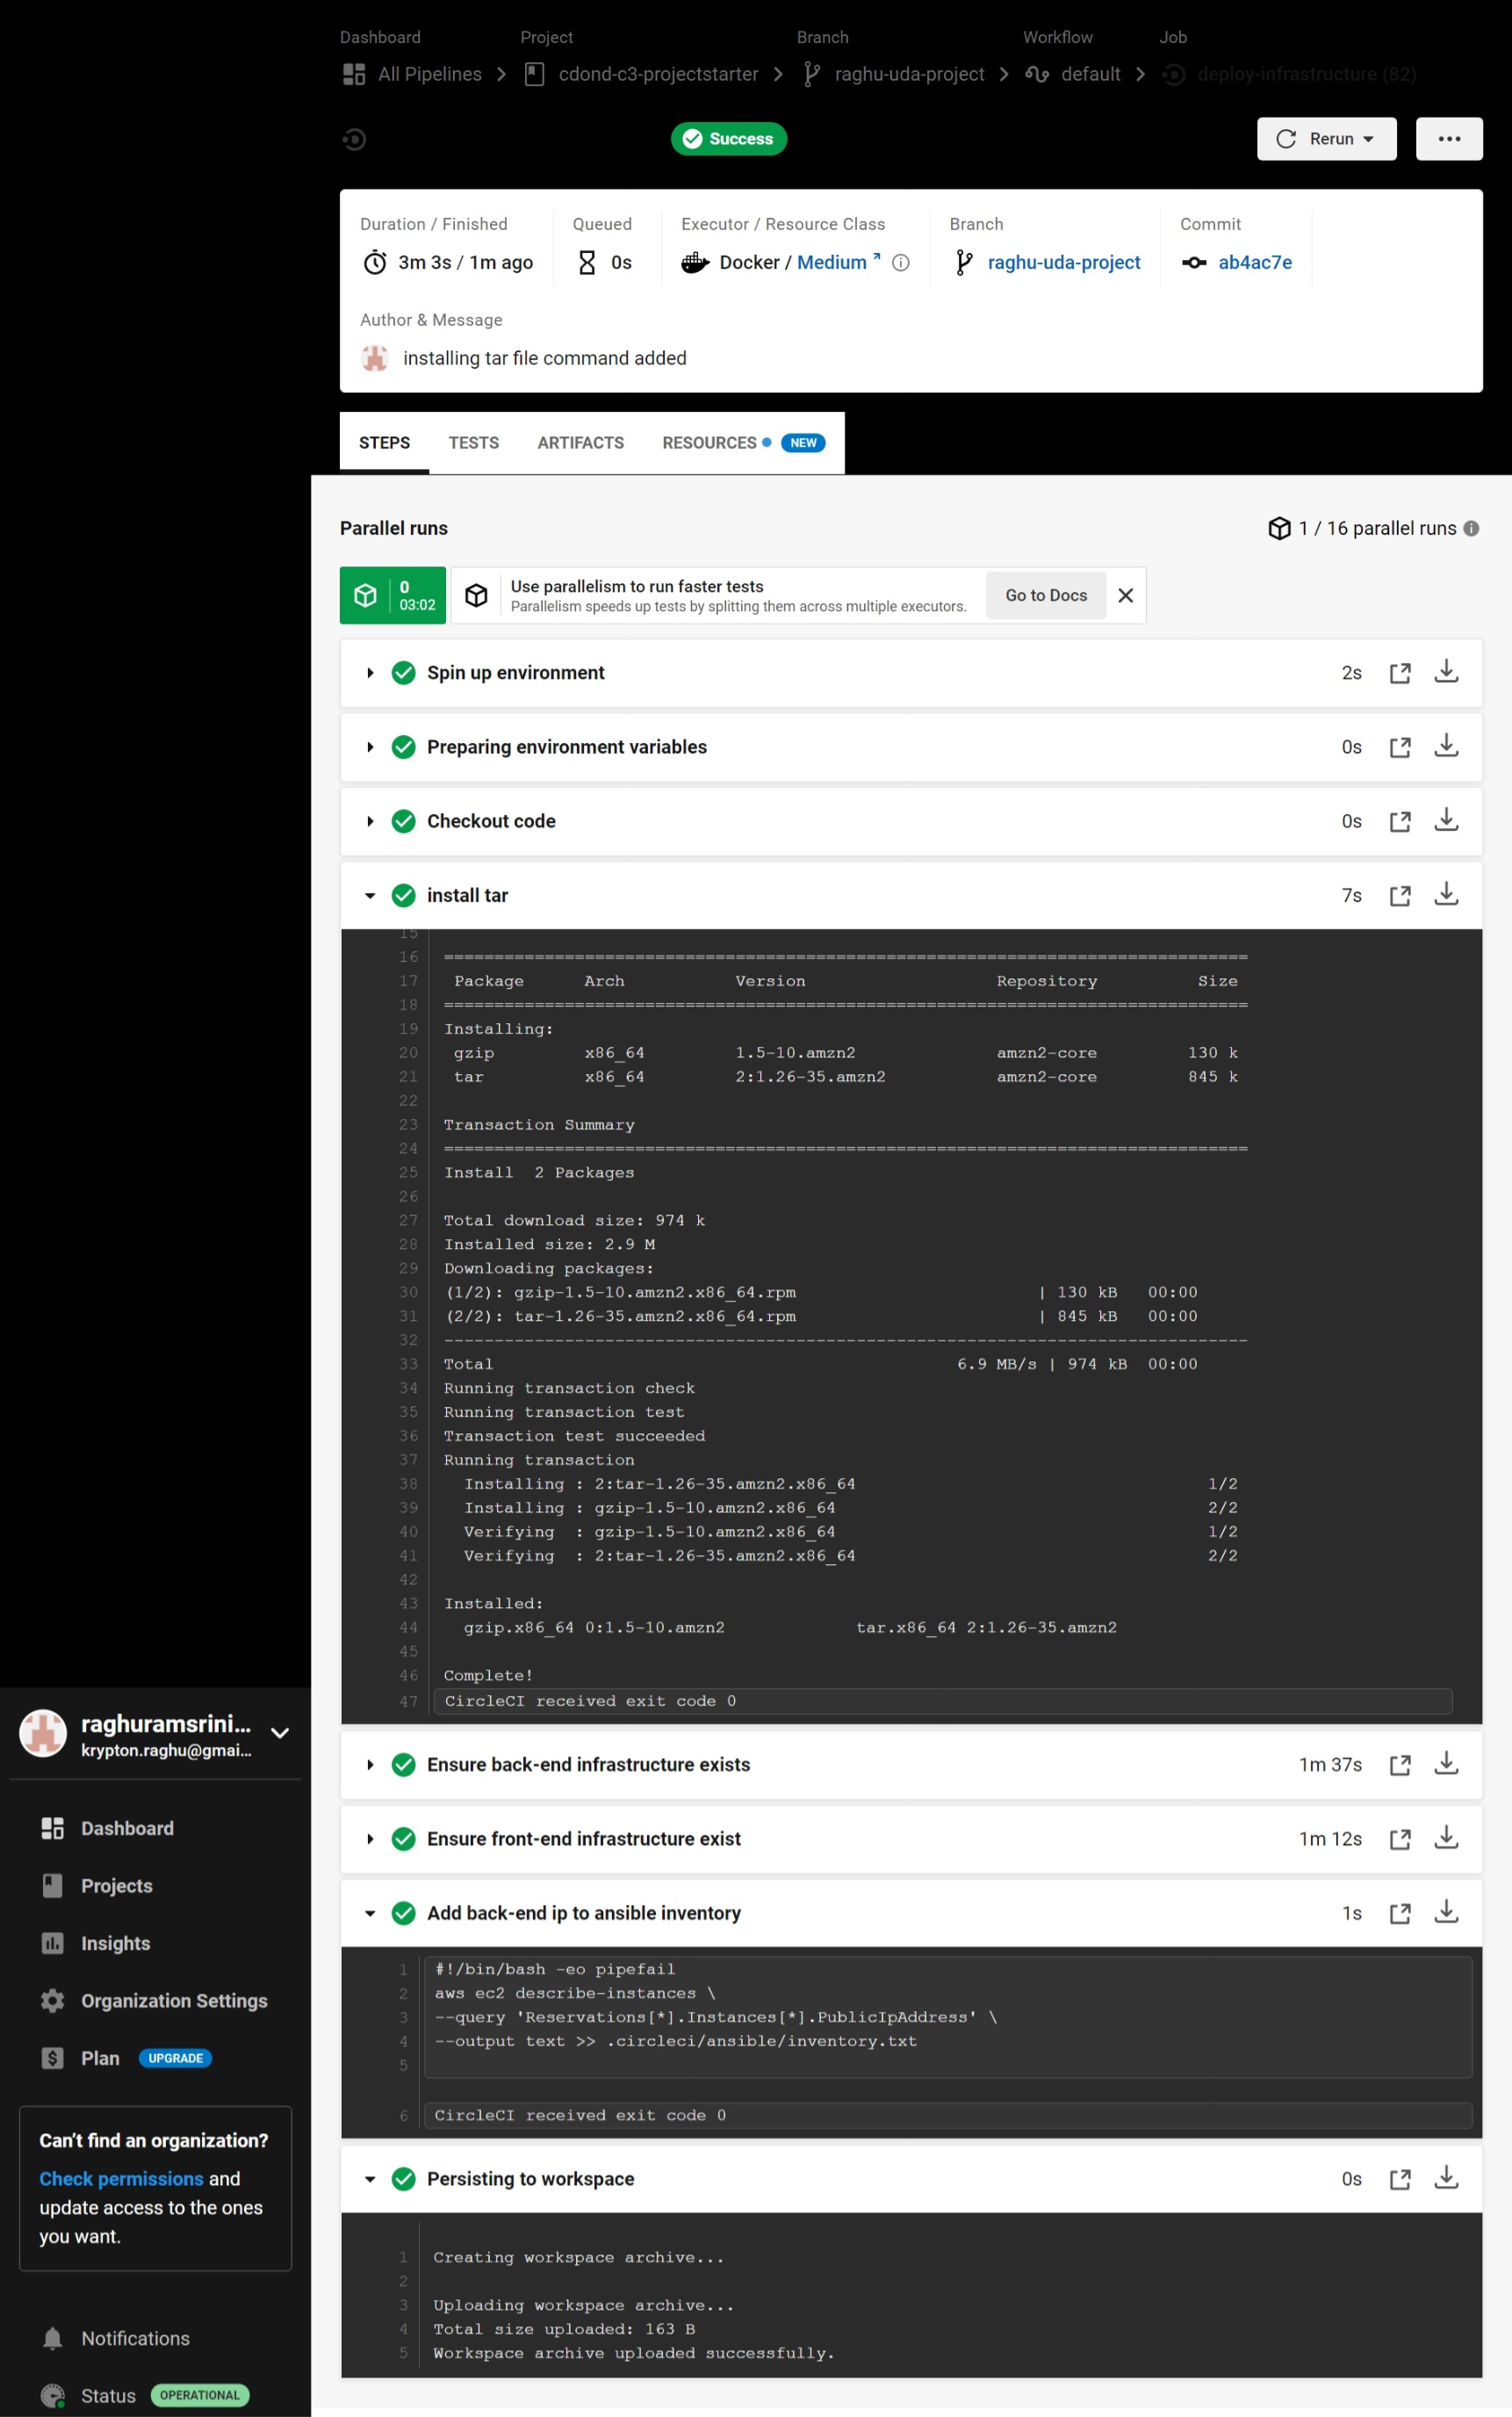 Dashboard Project Branch Workflow Job
All Pipelines cdond-c3-projectstarter raghu-uda-project default deploy-infrastructure (82)
Success
Rerun
Duration / Finished Queued Executor / Resource Class Branch Commit
3m 3s / 1m ago 0s Docker / Medium raghu-uda-project ab4ac7e
Author & Message
installing tar file command added
STEPS TESTS ARTIFACTS RESOURCES NEW
Parallel runs 1 / 16 parallel runs
0
03:02
Use parallelism to run faster tests
Parallelism speeds up tests by splitting them across multiple executors.
Go to Docs
Spin up environment 2s
Preparing environment variables 0s
Checkout code 0s
install tar 7s
15
16 ================================================================================
17 Package Arch Version Repository Size
18 ================================================================================
19 Installing:
20 gzip x86_64 1.5-10.amzn2 amzn2-core 130 k
21 tar x86_64 2:1.26-35.amzn2 amzn2-core 845 k
22
23 Transaction Summary
24 ================================================================================
25 Install 2 Packages
26
27 Total download size: 974 k
28 Installed size: 2.9 M
29 Downloading packages:
30 (1/2): gzip-1.5-10.amzn2.x86_64.rpm | 130 kB 00:00
31 (2/2): tar-1.26-35.amzn2.x86_64.rpm | 845 kB 00:00
32 --------------------------------------------------------------------------------
33 Total 6.9 MB/s | 974 kB 00:00
34 Running transaction check
35 Running transaction test
36 Transaction test succeeded
37 Running transaction
38 Installing : 2:tar-1.26-35.amzn2.x86_64 1/2
39 Installing : gzip-1.5-10.amzn2.x86_64 2/2
40 Verifying : gzip-1.5-10.amzn2.x86_64 1/2
41 Verifying : 2:tar-1.26-35.amzn2.x86_64 2/2
42
43 Installed:
44 gzip.x86_64 0:1.5-10.amzn2 tar.x86_64 2:1.26-35.amzn2
45
46 Complete!
47 CircleCI received exit code 0
Ensure back-end infrastructure exists 1m 37s
Ensure front-end infrastructure exist 1m 12s
Add back-end ip to ansible inventory 1s
1 #!/bin/bash -eo pipefail
2 aws ec2 describe-instances \
3 --query 'Reservations[*].Instances[*].PublicIpAddress' \
4 --output text >> .circleci/ansible/inventory.txt
5
6 CircleCI received exit code 0
Persisting to workspace 0s
1 Creating workspace archive...
2
3 Uploading workspace archive...
4 Total size uploaded: 163 B
5 Workspace archive uploaded successfully.
raghuramsrini...
krypton.raghu@gmai...
Dashboard
Projects
Insights
Organization Settings
Plan UPGRADE
Can't find an organization?
Check permissions and
update access to the ones
you want.
Notifications
Status OPERATIONAL